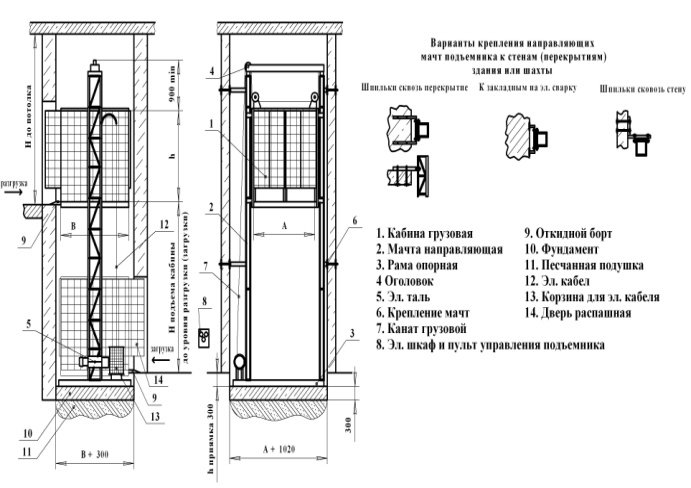 Варианты крепления направляющих
мачт подъемника к стенам (перекрытиям)
здания или шахты
Шпильки сквозь перекрытие
К закладным на эл. сварку
Шпильки сковозь стену
1. Кабина грузовая
2. Мачта направляющая
3. Рама опорная
4 Оголовок
5. Эл. таль
6. Крепление мачт
7. Канат грузовой
8. Эл. шкаф и пульт управления подъемника
9. Откидной борт
10. Фундамент
11. Песчанная подушка
12. Эл. кабел
13. Корзина для эл. кабеля
14. Дверь распашная
H до потолка
900 min
h
разгрузка
B
9
12
H подъема кабины
до уровня разгрузки (загрузки)
5
загрузка
14
9
13
10
11
B + 300
4
1
A
2
6
7
8
3
h приямка 300
300
A + 1020